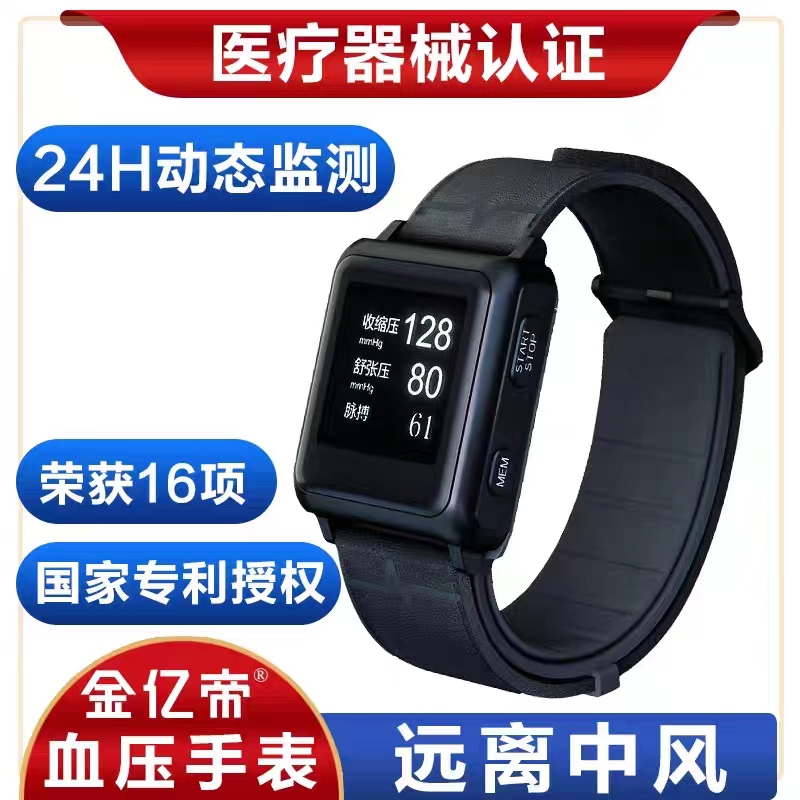 医疗器械认证
24H动态监测
收缩压 128
mmHg
舒张压 80
mmHg
脉搏 61
START
STOP
MEM
荣获16项
国家专利授权
金亿帝®
血压手表
远离中风